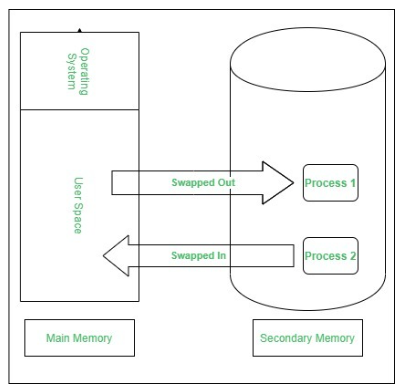 Operating
System
User Space
Swapped Out
Process 1
Swapped In
Process 2
Main Memory
Secondary Memory